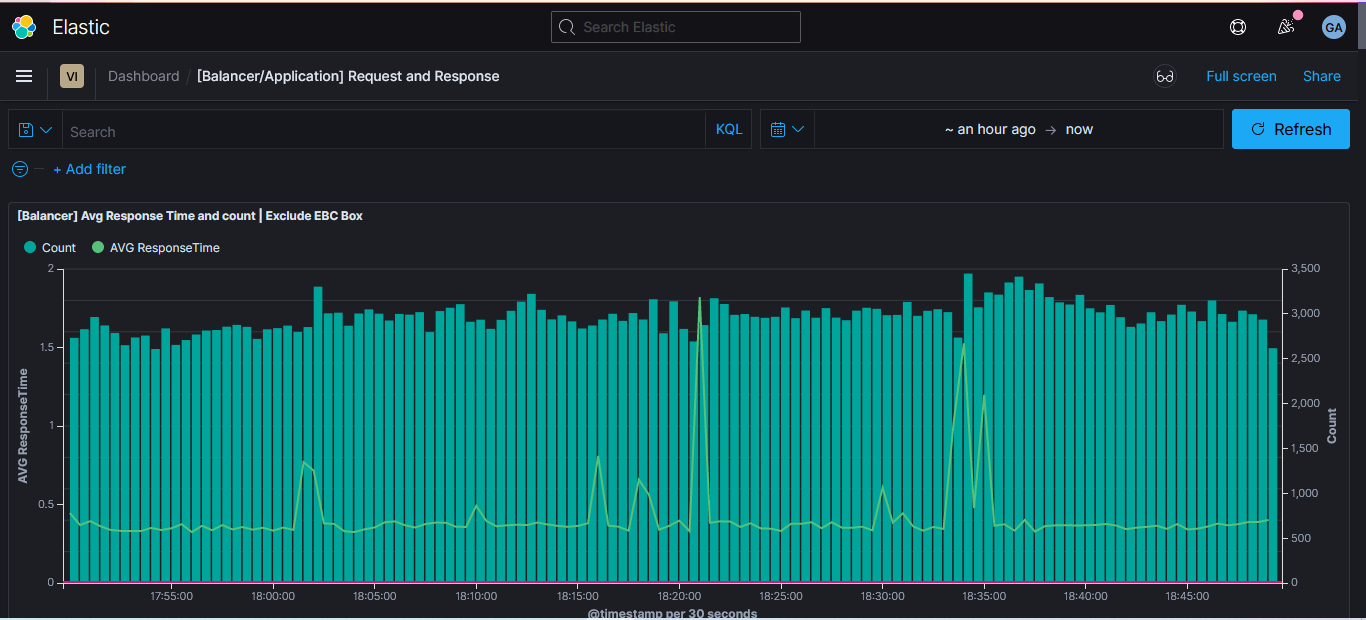 Elastic
Search Elastic
GA
VI
Dashboard / [Balancer/Application] Request and Response
Full screen
Share
Search
KQL
~ an hour ago → now
Refresh
+ Add filter
[Balancer] Avg Response Time and count | Exclude EBC Box
Count
AVG ResponseTime
2
1.5
1
0.5
0
AVG ResponseTime
3,500
3,000
2,500
2,000
1,500
1,000
500
0
Count
17:55:00
18:00:00
18:05:00
18:10:00
18:15:00
18:20:00
18:25:00
18:30:00
18:35:00
18:40:00
18:45:00
@timestamp per 30 seconds